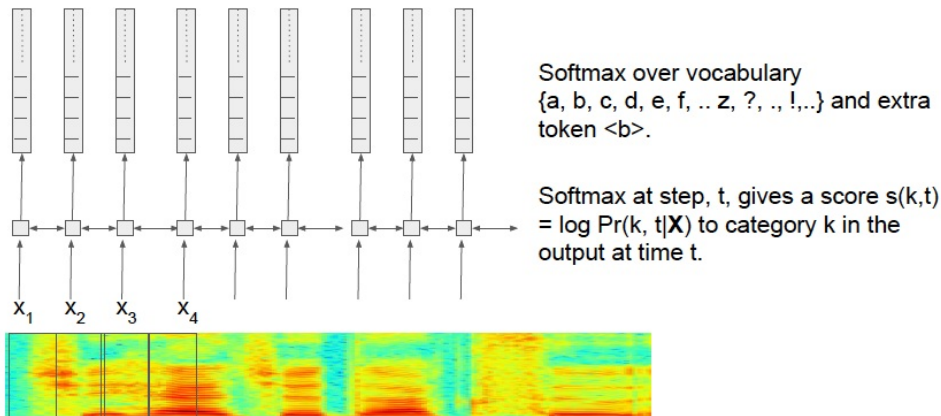 Softmax over vocabulary
{a, b, c, d, e, f, .. z, ?, ., !,..} and extra
token <b>.
Softmax at step, t, gives a score s(k,t)
= log Pr(k, t|X) to category k in the
output at time t.
x₁ x₂ x₃ x₄